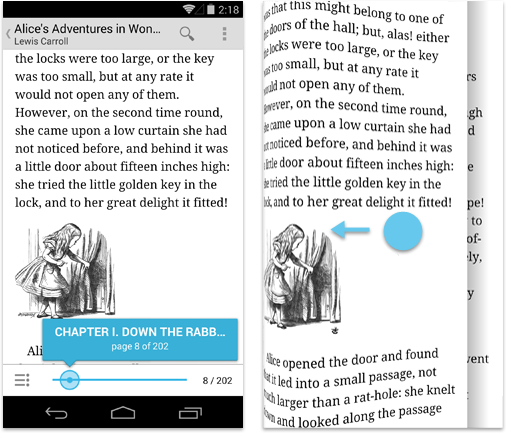 2:18
Alice's Adventures in Won...
Lewis Carroll
the locks were too large, or the key
was too small, but at any rate it
would not open any of them.
However, on the second time round,
she came upon a low curtain she had
not noticed before, and behind it was
a little door about fifteen inches high:
she tried the little golden key in the
lock, and to her great delight it fitted!
CHAPTER I. DOWN THE RABB...
page 8 of 202
Ali
8 / 202
was that this might belong to one of
the doors of the hall; but, alas! either
the locks were too large, or the key
was too small, but at any rate it
would not open any of them.
However, on the second time round,
she came upon a low curtain she had
not noticed before, and behind it was
a little door about fifteen inches high:
she tried the little golden key in the
lock, and to her great delight it fitted!
Alice opened the door and found
that it led into a small passage, not
much larger than a rat-hole: she knelt
down and looked along the passage